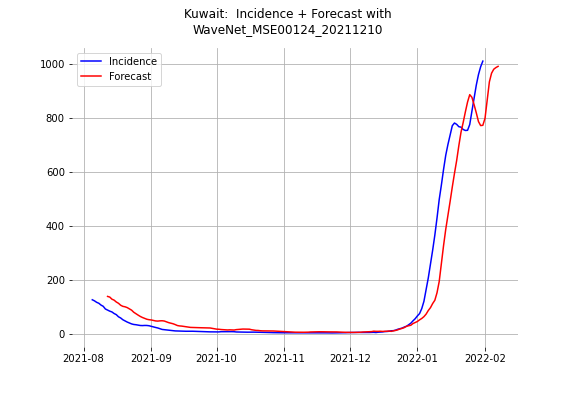 Kuwait:  Incidence + Forecast with
WaveNet_MSE00124_20211210
Incidence
Forecast
1000
800
600
400
200
0
2021-08 2021-09 2021-10 2021-11 2021-12 2022-01 2022-02